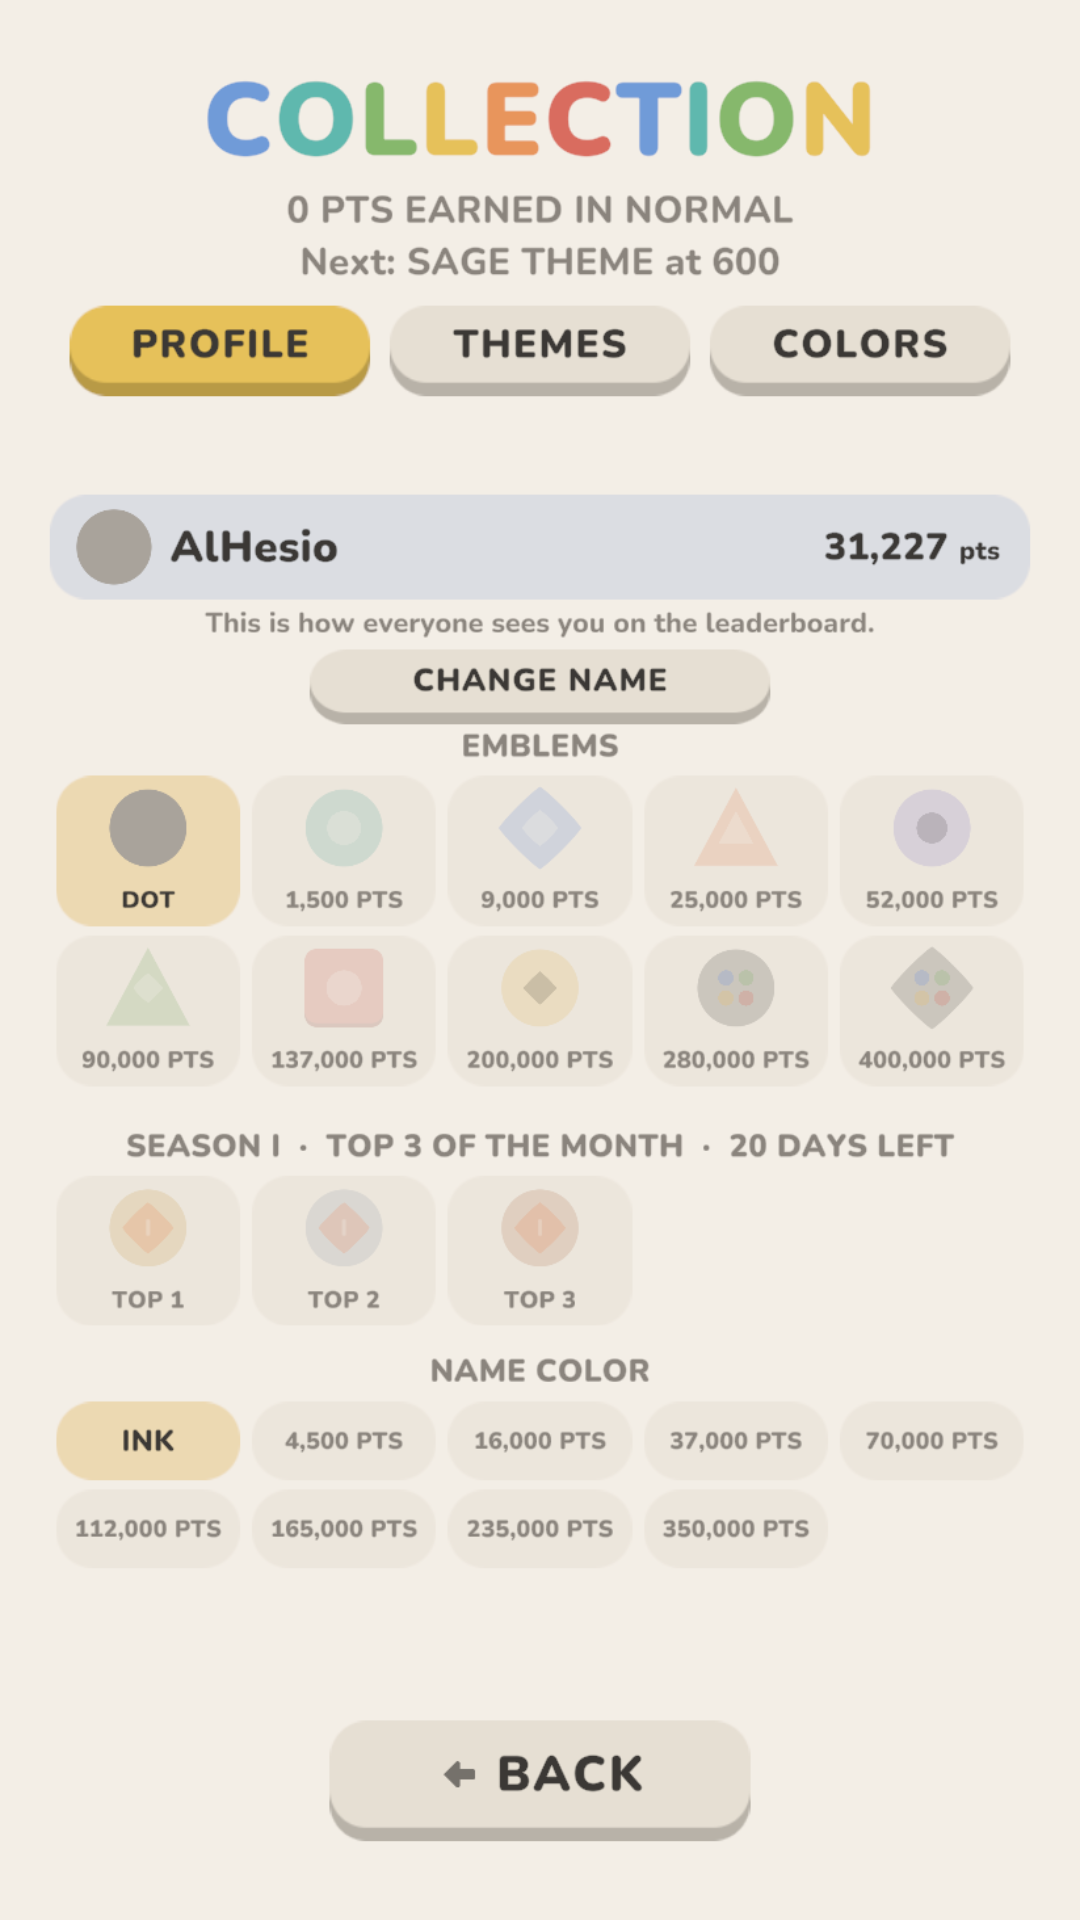 COLLECTION
0 PTS EARNED IN NORMAL
Next: SAGE THEME at 600
PROFILE THEMES COLORS
AlHesio 31,227 pts
This is how everyone sees you on the leaderboard.
CHANGE NAME
EMBLEMS
DOT 1,500 PTS 9,000 PTS 25,000 PTS 52,000 PTS
90,000 PTS 137,000 PTS 200,000 PTS 280,000 PTS 400,000 PTS
SEASON I · TOP 3 OF THE MONTH · 20 DAYS LEFT
I I I
TOP 1 TOP 2 TOP 3
NAME COLOR
INK 4,500 PTS 16,000 PTS 37,000 PTS 70,000 PTS
112,000 PTS 165,000 PTS 235,000 PTS 350,000 PTS
BACK